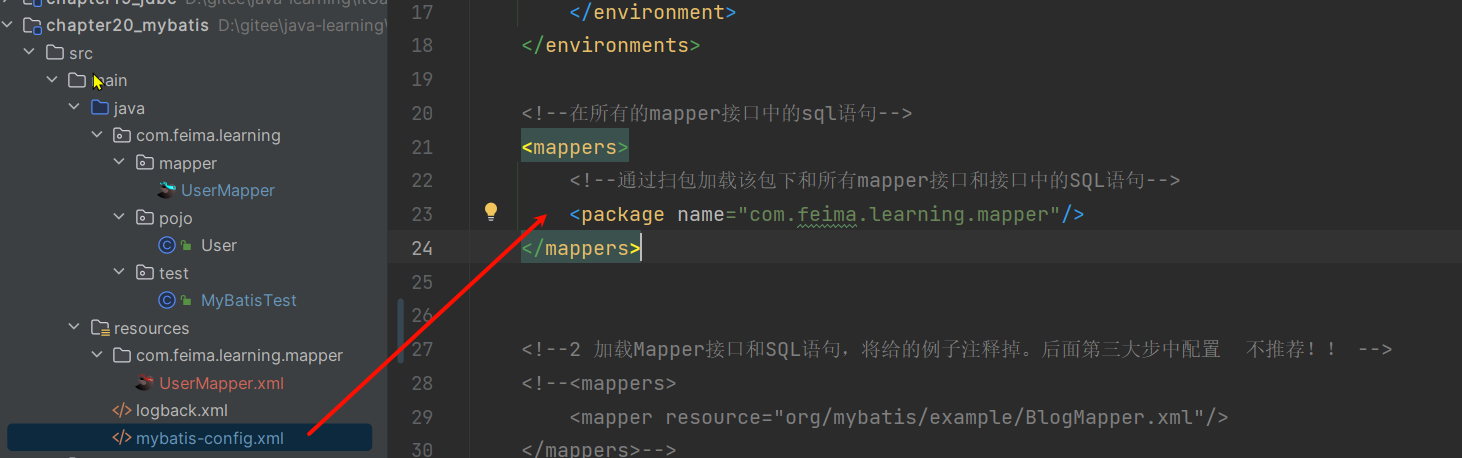 chapter20_mybatis D:\gitee\java-learning\
src
main
java
com.feima.learning
mapper
UserMapper
pojo
User
test
MyBatisTest
resources
com.feima.learning.mapper
UserMapper.xml
logback.xml
mybatis-config.xml
17 </environment>
18 </environments>
19
20 <!--在所有的mapper接口中的sql语句-->
21 <mappers>
22 <!--通过扫包加载该包下和所有mapper接口和接口中的SQL语句-->
23 <package name="com.feima.learning.mapper"/>
24 </mappers>
25
26
27 <!--2 加载Mapper接口和SQL语句，将给的例子注释掉。后面第三大步中配置 不推荐！！ -->
28 <!--<mappers>
29 <mapper resource="org/mybatis/example/BlogMapper.xml"/>
30 </mappers>-->